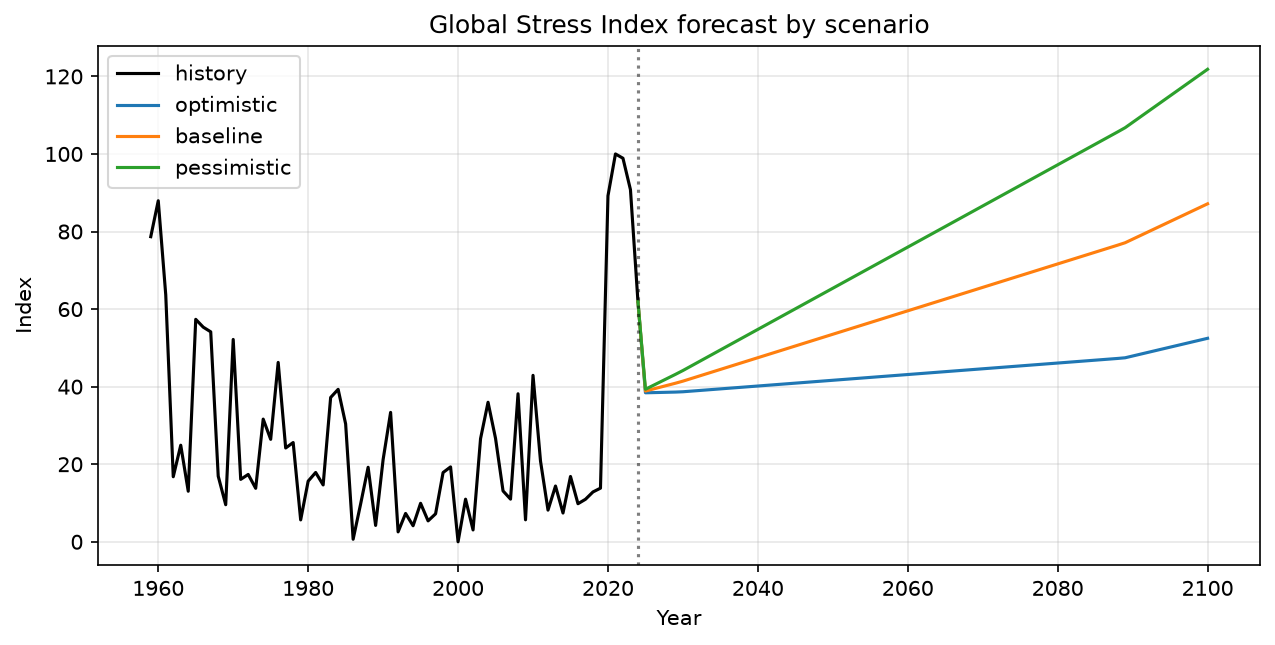 Global Stress Index forecast by scenario
history
optimistic
baseline
pessimistic
120
100
80
60
40
20
0
Index
1960 1980 2000 2020 2040 2060 2080 2100
Year